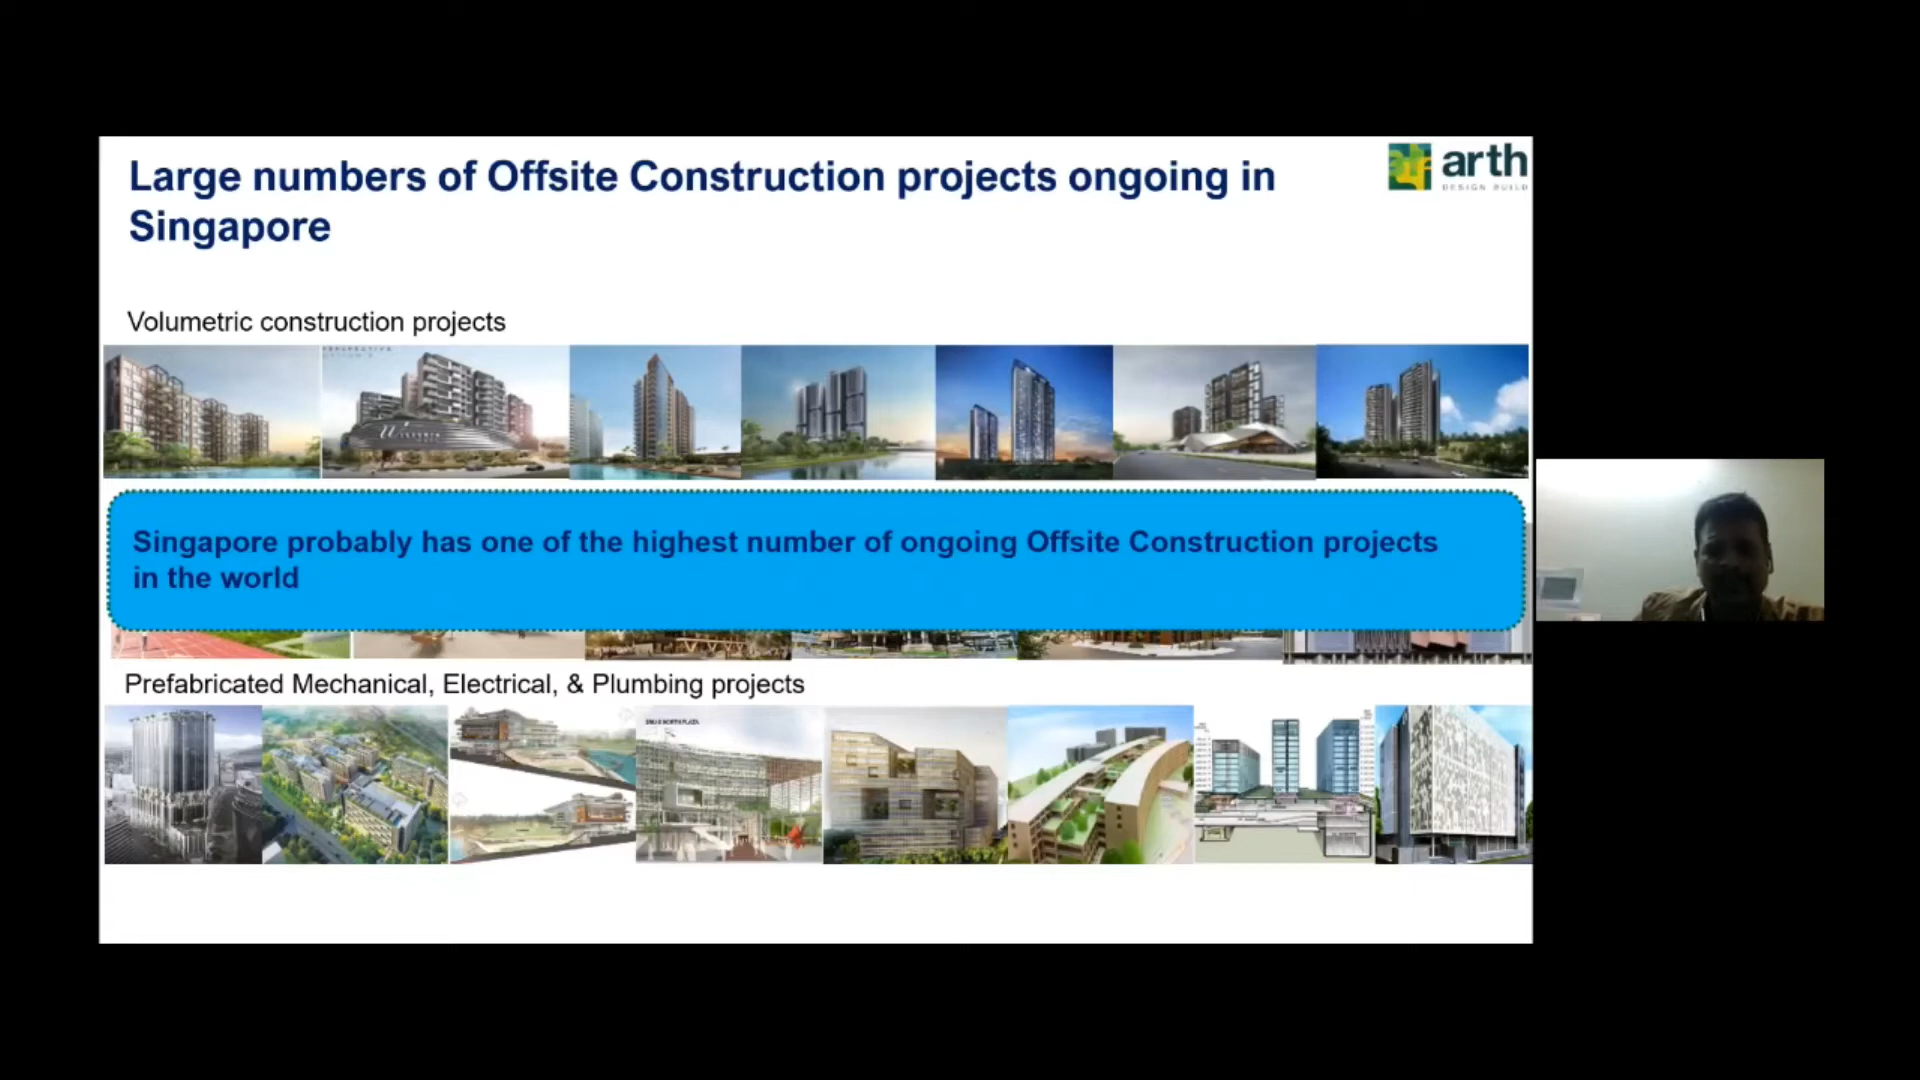 Large numbers of Offsite Construction projects ongoing in
Singapore
arth
DESIGN BUILD
Volumetric construction projects
Singapore probably has one of the highest number of ongoing Offsite Construction projects
in the world
Prefabricated Mechanical, Electrical, & Plumbing projects